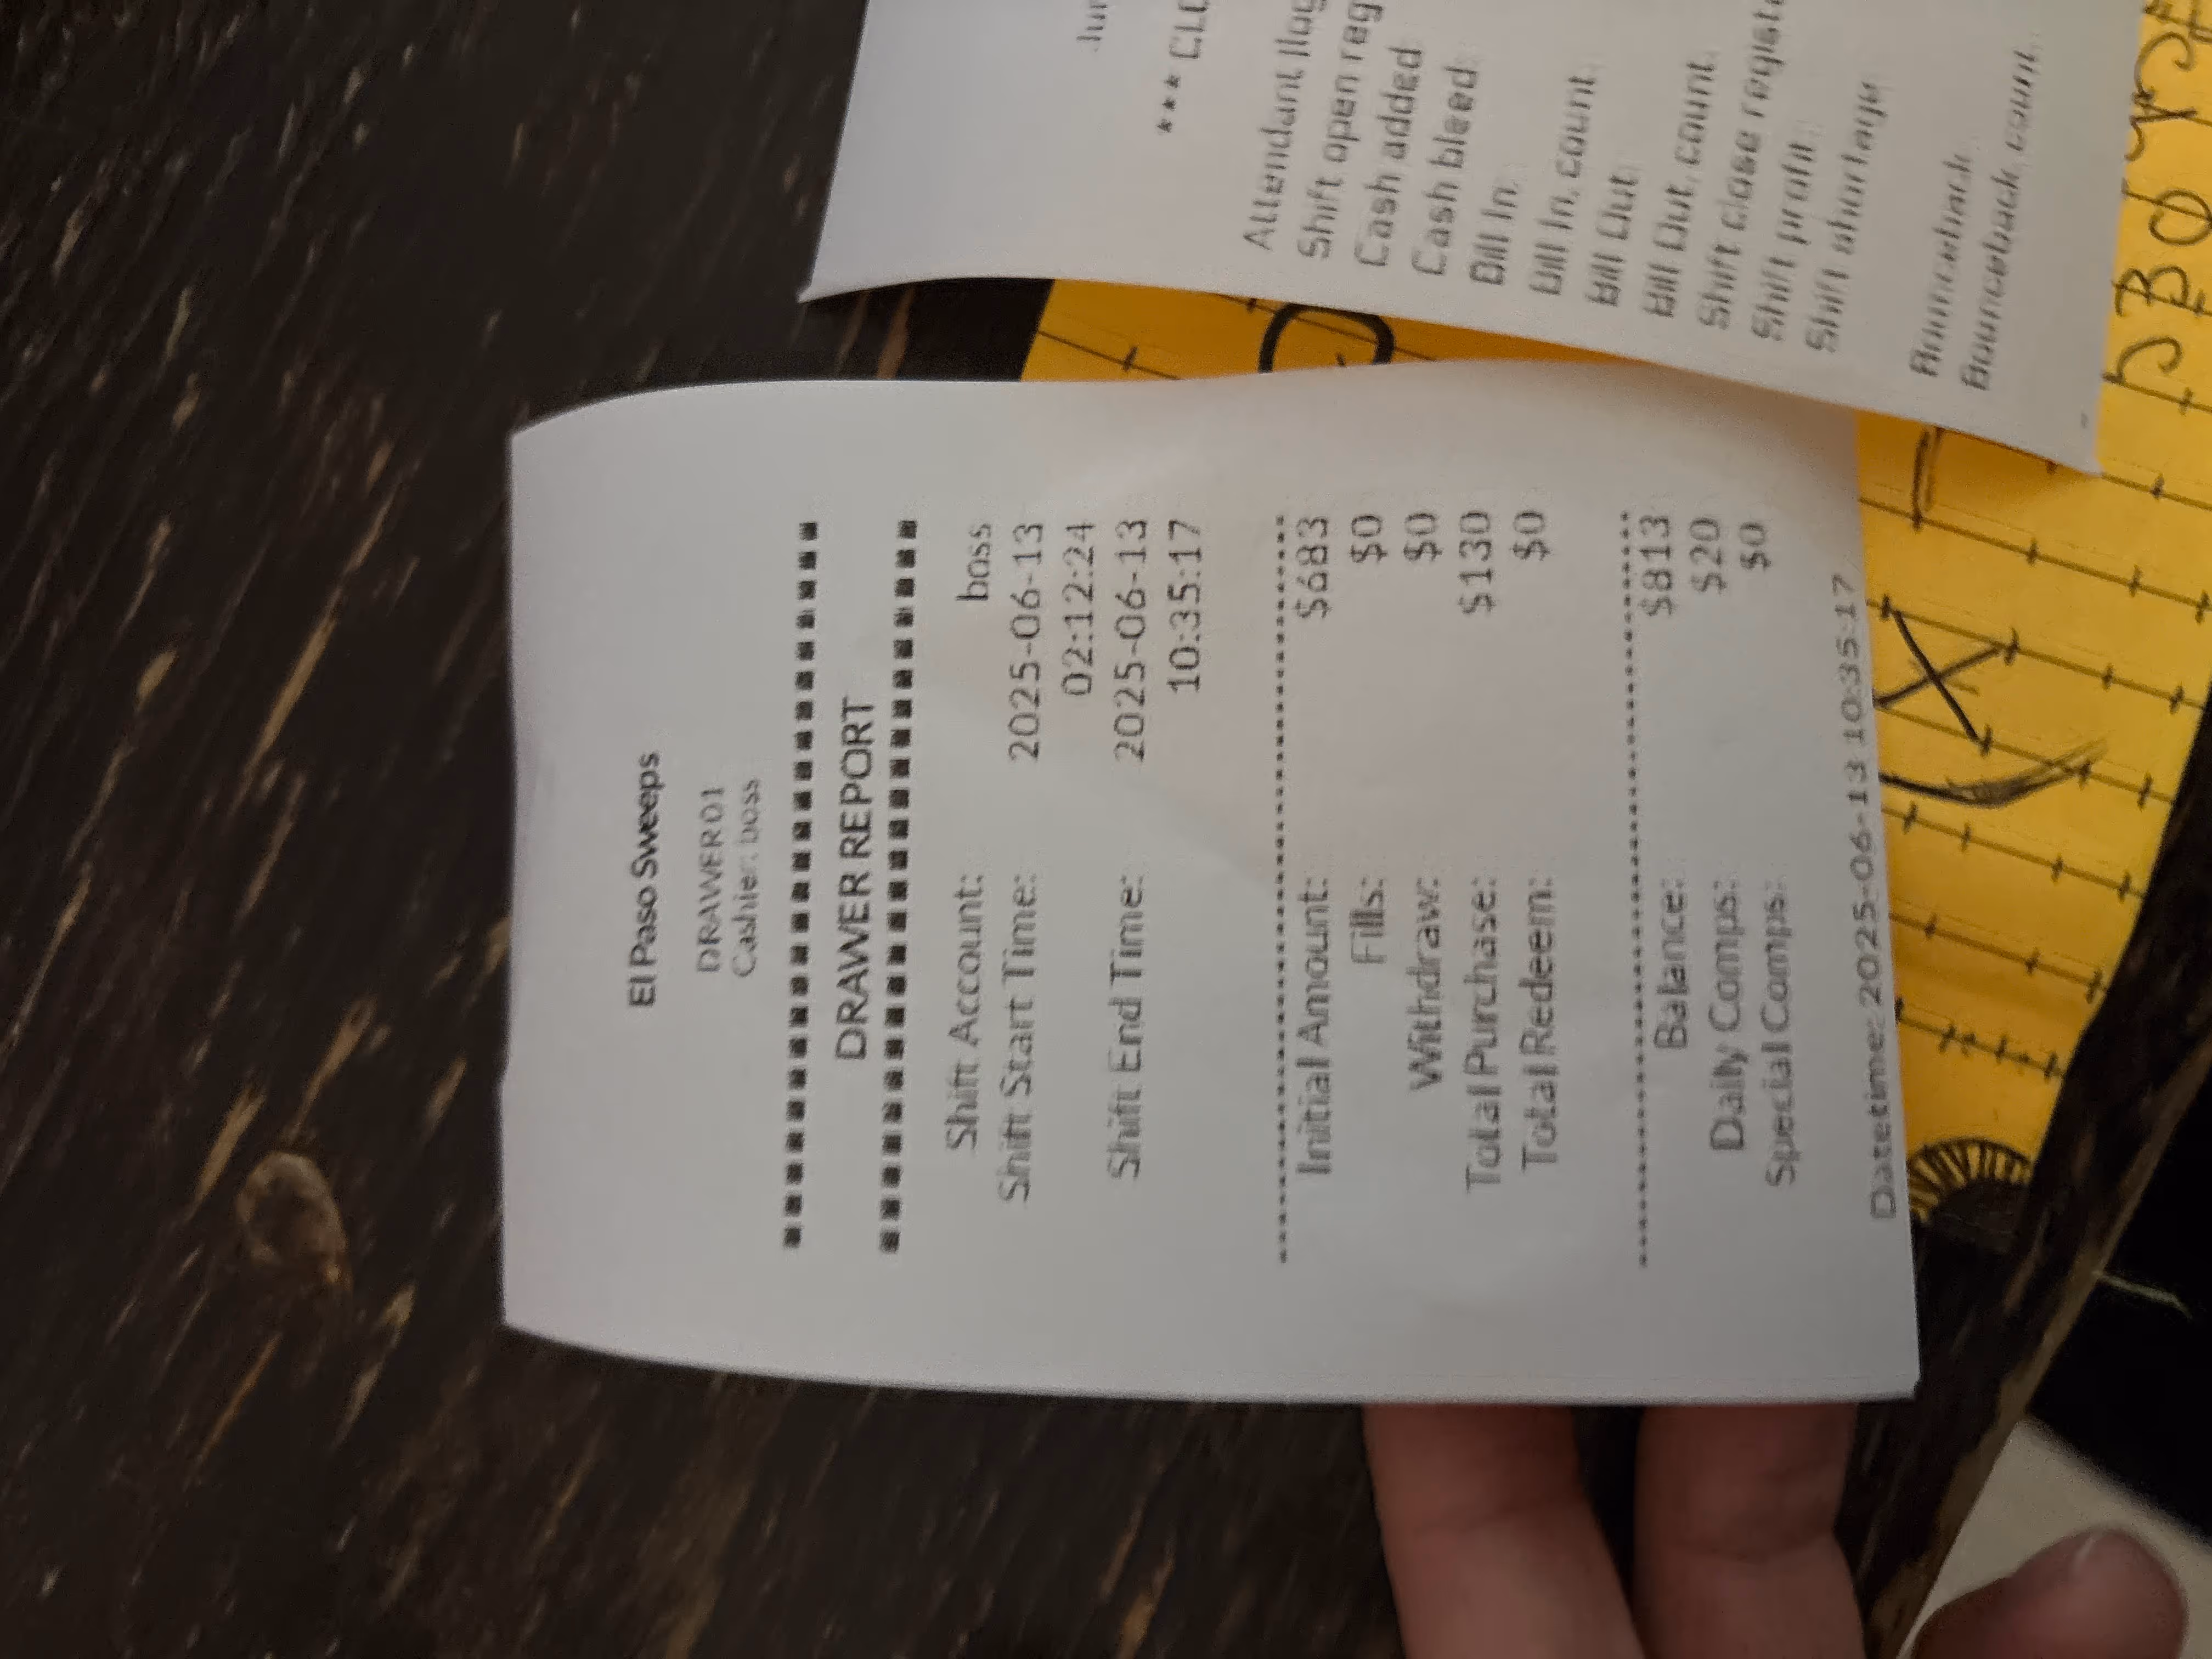 El Paso Sweeps
DRAWER01
Cashier: boss
DRAWER REPORT
Shift Account: boss
Shift Start Time: 2025-06-13
02:12:24
Shift End Time: 2025-06-13
10:35:17
Initial Amount: $683
Fills: $0
Withdraw: $0
Total Purchase: $130
Total Redeem: $0
Balance: $813
Daily Comps: $20
Special Comps: $0
Datetime: 2025-06-13 10:35:17
Attendant
Shift open
Cash added
Cash bleed
Bill In
Bill In, count
Bill Out
Bill Out, count
Shift close
Shift profit
Shift shortage
Bounceback
Bounceback count